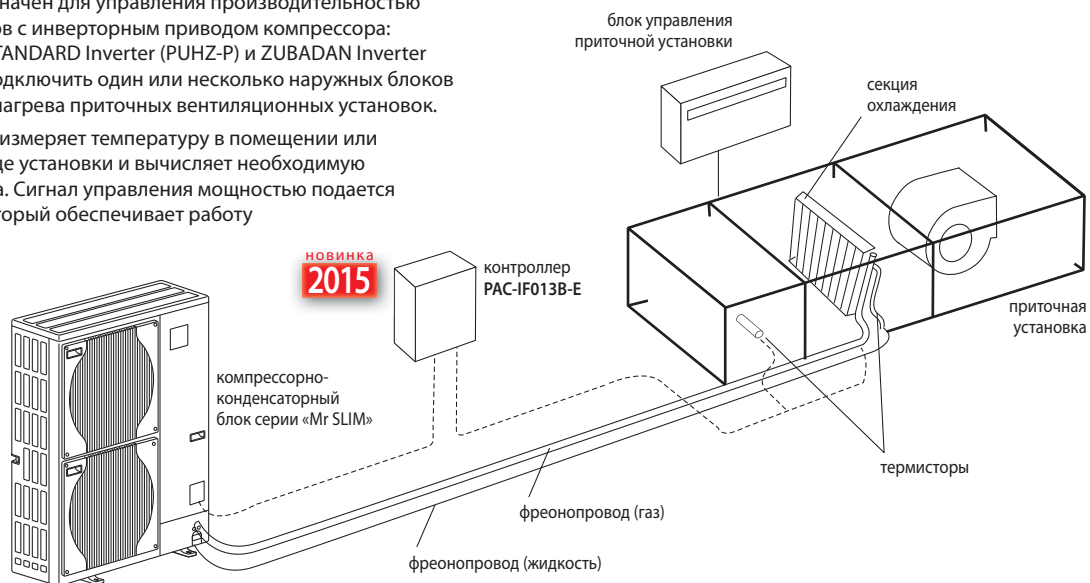 начен для управления производительностью
ов с инверторным приводом компрессора:
TANDARD Inverter (PUHZ-P) и ZUBADAN Inverter
одключить один или несколько наружных блоков
нагрева приточных вентиляционных установок.
измеряет температуру в помещении или
де установки и вычисляет необходимую
а. Сигнал управления мощностью подается
торый обеспечивает работу
блок управления
приточной установки
секция
охлаждения
новинка
2015
контроллер
PAC-IF013B-E
приточная
установка
компрессорно-
конденсаторный
блок серии «Mr SLIM»
термисторы
фреонопровод (газ)
фреонопровод (жидкость)